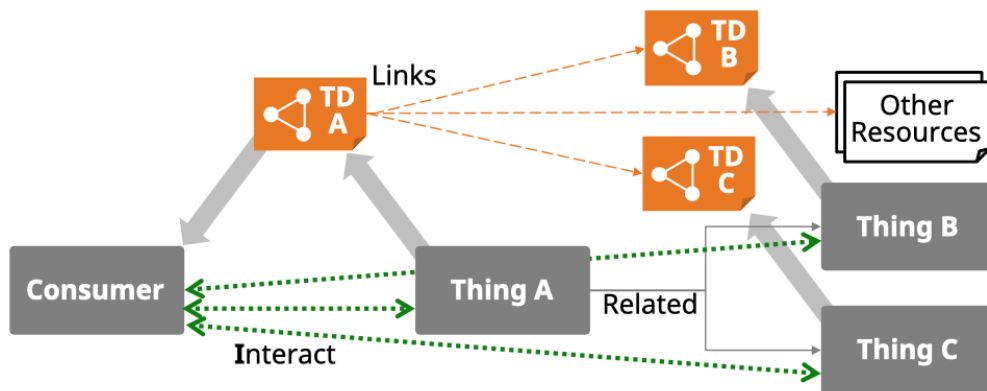 TD
B
Links
TD
A
Other
Resources
TD
C
Thing B
Consumer
Thing A
Related
Interact
Thing C